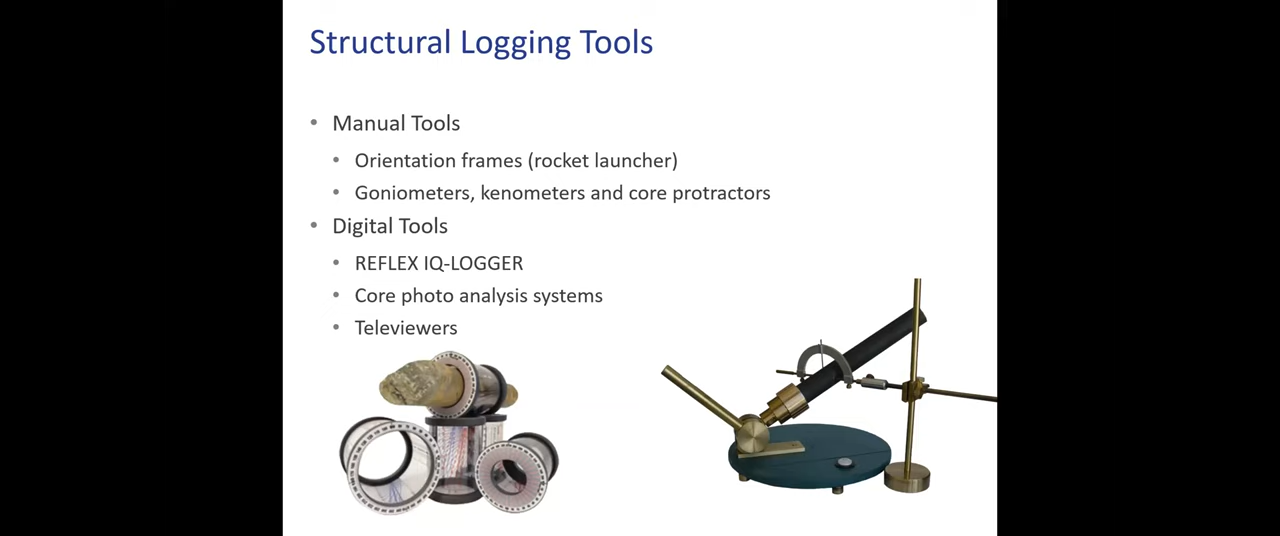 Structural Logging Tools
• Manual Tools
• Orientation frames (rocket launcher)
• Goniometers, kenometers and core protractors
• Digital Tools
• REFLEX IQ-LOGGER
• Core photo analysis systems
• Televiewers